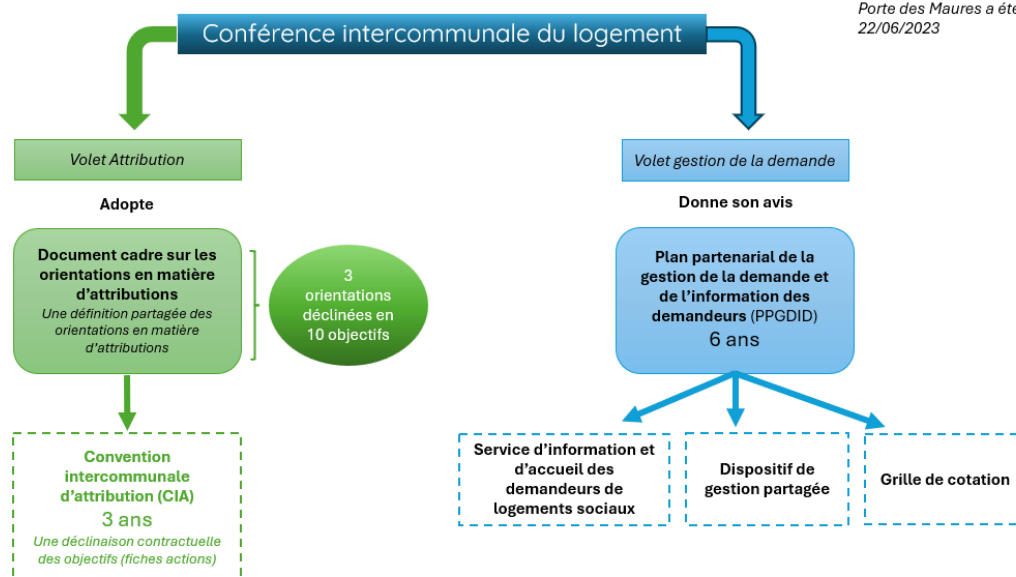 Porte des Maures a été
22/06/2023
Conférence intercommunale du logement
Volet Attribution
Adopte
Document cadre sur les
orientations en matière
d'attributions
Une définition partagée des
orientations en matière
d'attributions
3
orientations
déclinées en
10 objectifs
Convention
intercommunale
d'attribution (CIA)
3 ans
Une déclinaison contractuelle
des objectifs (fiches actions)
Volet gestion de la demande
Donne son avis
Plan partenarial de la
gestion de la demande et
de l'information des
demandeurs (PPGDID)
6 ans
Service d'information et
d'accueil des
demandeurs de
logements sociaux
Dispositif de
gestion partagée
Grille de cotation